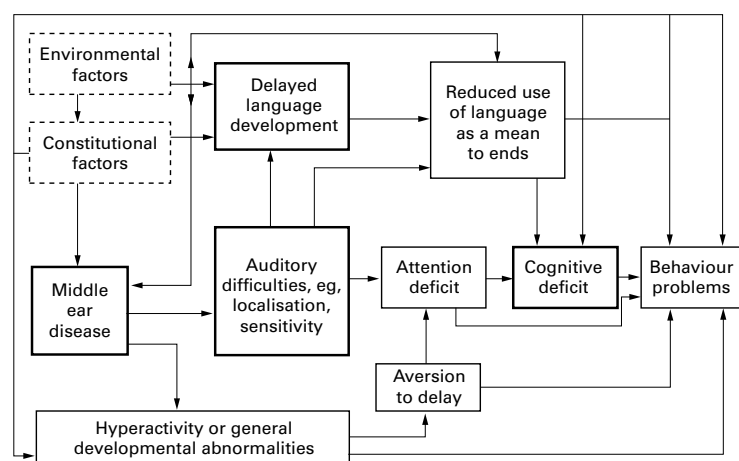 Environmental
factors
Constitutional
factors
Delayed
language
development
Reduced use
of language
as a mean
to ends
Middle
ear
disease
Auditory
difficulties, eg,
localisation,
sensitivity
Attention
deficit
Cognitive
deficit
Behaviour
problems
Aversion
to delay
Hyperactivity or general
developmental abnormalities